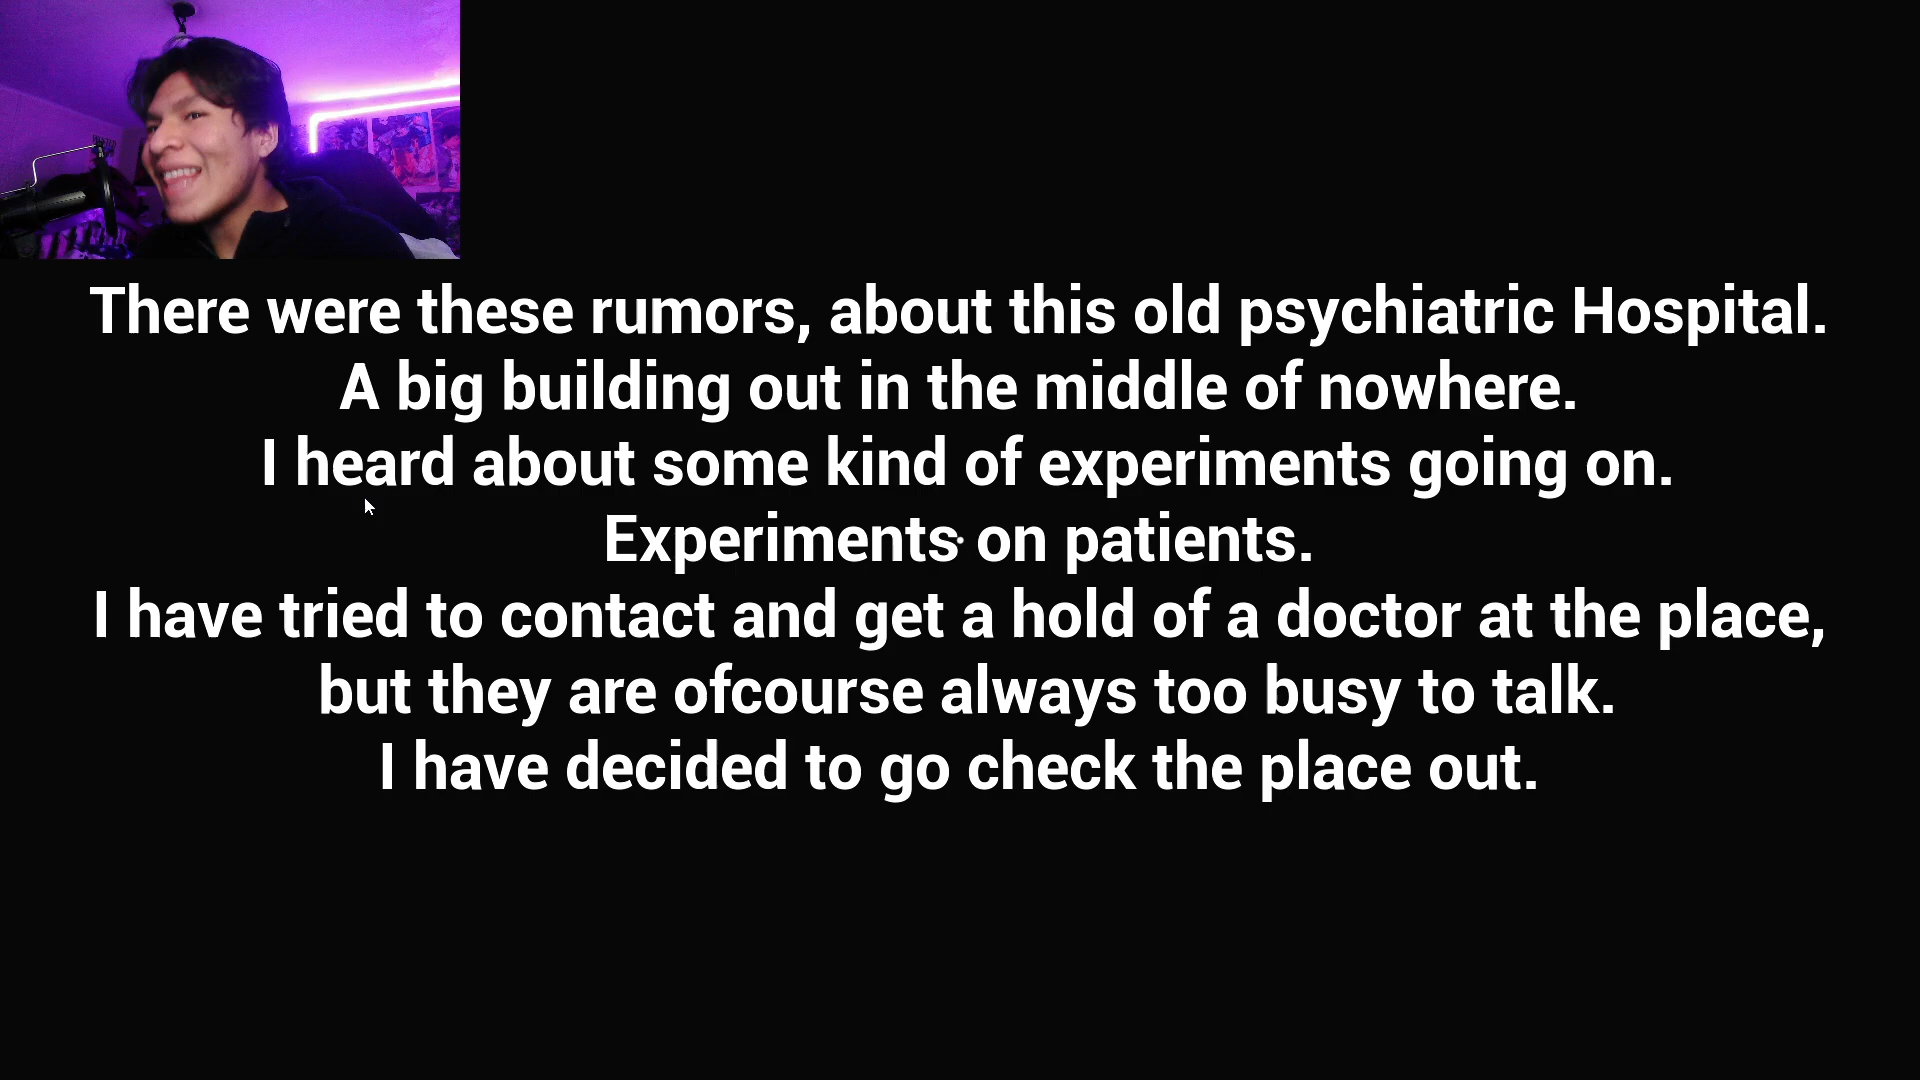 There were these rumors, about this old psychiatric Hospital.
A big building out in the middle of nowhere.
I heard about some kind of experiments going on.
Experiments on patients.
I have tried to contact and get a hold of a doctor at the place,
but they are ofcourse always too busy to talk.
I have decided to go check the place out.